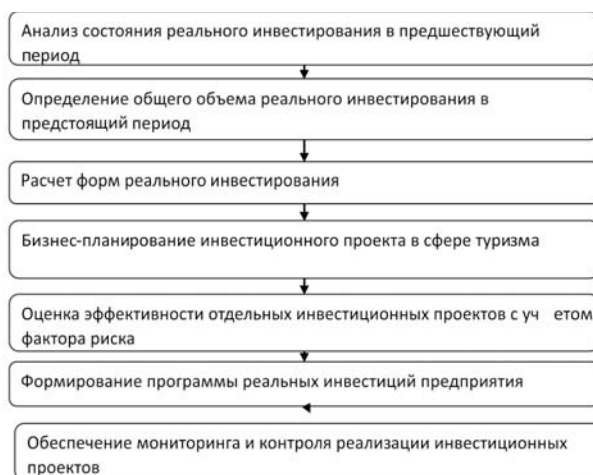 Анализ состояния реального инвестирования в предшествующий
период
Определение общего объема реального инвестирования в
предстоящий период
Расчет форм реального инвестирования
Бизнес-планирование инвестиционного проекта в сфере туризма
Оценка эффективности отдельных инвестиционных проектов с уч етом
фактора риска
Формирование программы реальных инвестиций предприятия
Обеспечение мониторинга и контроля реализации инвестиционных
проектов